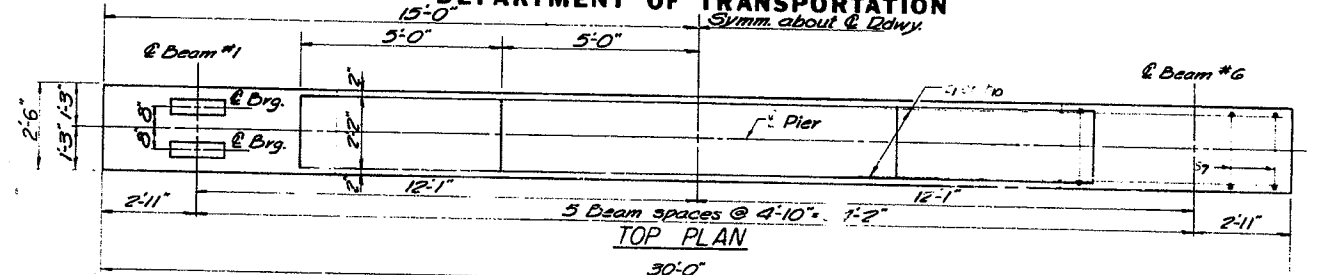 DEPARTMENT OF TRANSPORTATION
15'-0"
Symm. about ℄ Rdwy.
5'-0"
5'-0"
℄ Beam #1
℄ Beam #6
2"
℄ Brg.
2'-6"
1'-3"
8"
2'-2"
℄ Pier
1'-3"
8"
℄ Brg.
S7
2"
12'-1"
12'-1"
2'-11"
5 Beam spaces @ 4'-10" =
2'-11"
TOP PLAN
30'-0"